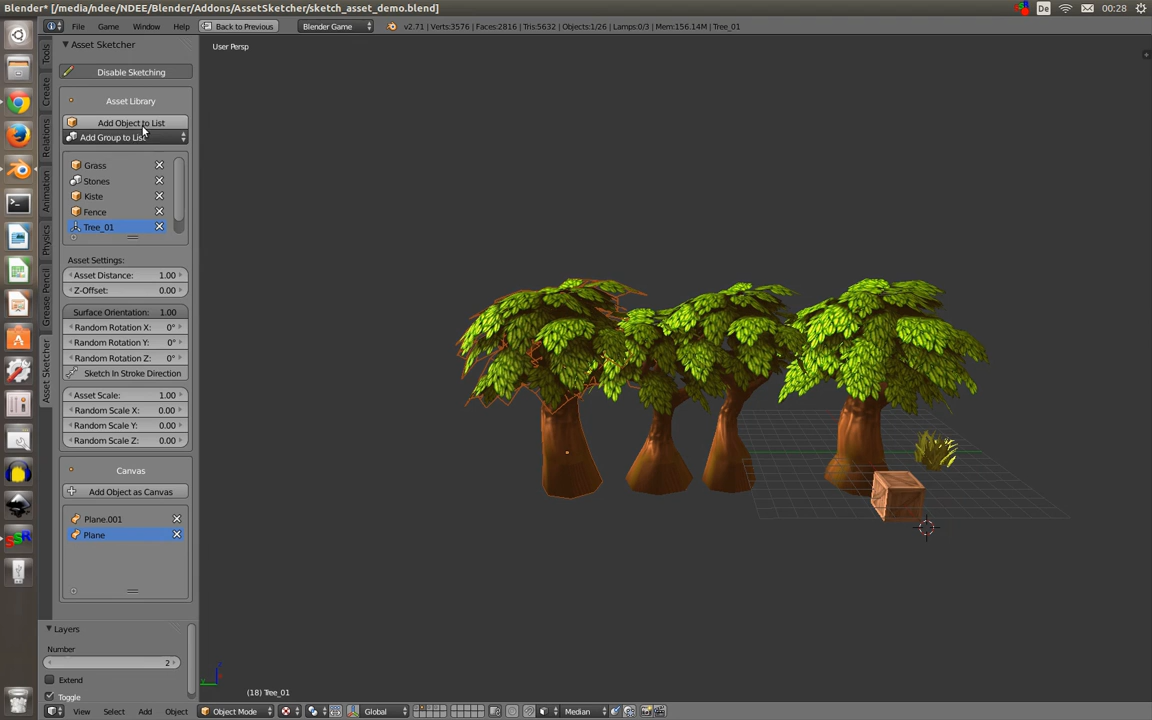 Blender* [/media/ndee/NDEE/Blender/Addons/AssetSketcher/sketch_asset_demo.blend]
De
00:28
File Game Window Help
Back to Previous
Blender Game
v2.71 | Verts:3576 | Faces:2816 | Tris:5632 | Objects:1/26 | Lamps:0/3 | Mem:156.14M | Tree_01
Tools
Create
Relations
Animation
Physics
Grease Pencil
Asset Sketcher
Asset Sketcher
Disable Sketching
Asset Library
Add Object to List
Add Group to List
Grass
Stones
Kiste
Fence
Tree_01
Asset Settings:
Asset Distance: 1.00
Z-Offset: 0.00
Surface Orientation: 1.00
Random Rotation X: 0°
Random Rotation Y: 0°
Random Rotation Z: 0°
Sketch In Stroke Direction
Asset Scale: 1.00
Random Scale X: 0.00
Random Scale Y: 0.00
Random Scale Z: 0.00
Canvas
Add Object as Canvas
Plane.001
Plane
Layers
Number
2
Extend
Toggle
User Persp
(18) Tree_01
View Select Add Object
Object Mode
Global
Median